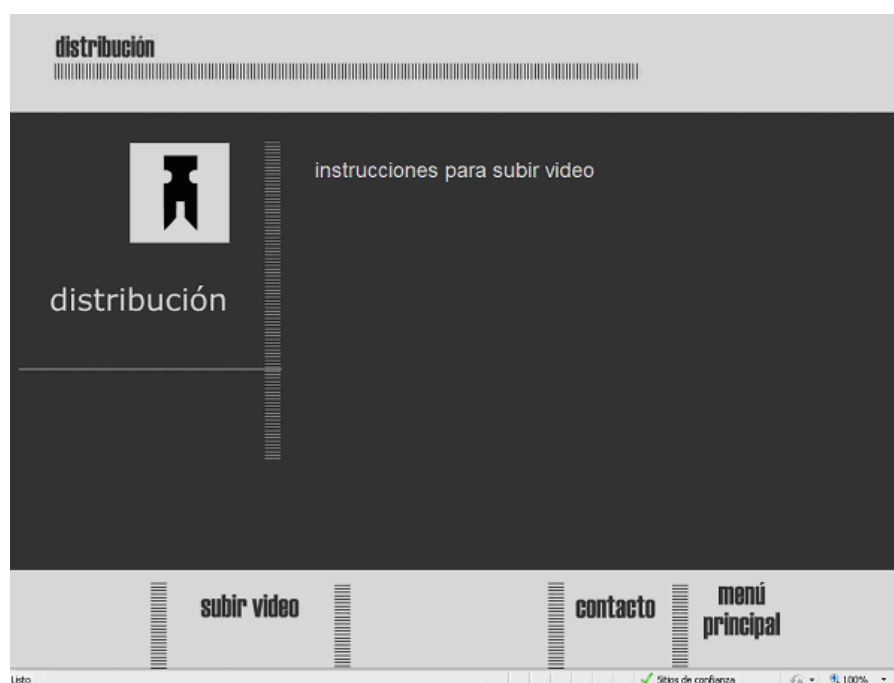 distribución
instrucciones para subir video
distribución
subir video
contacto
menú
principal
Listo
Sitios de confianza
100%